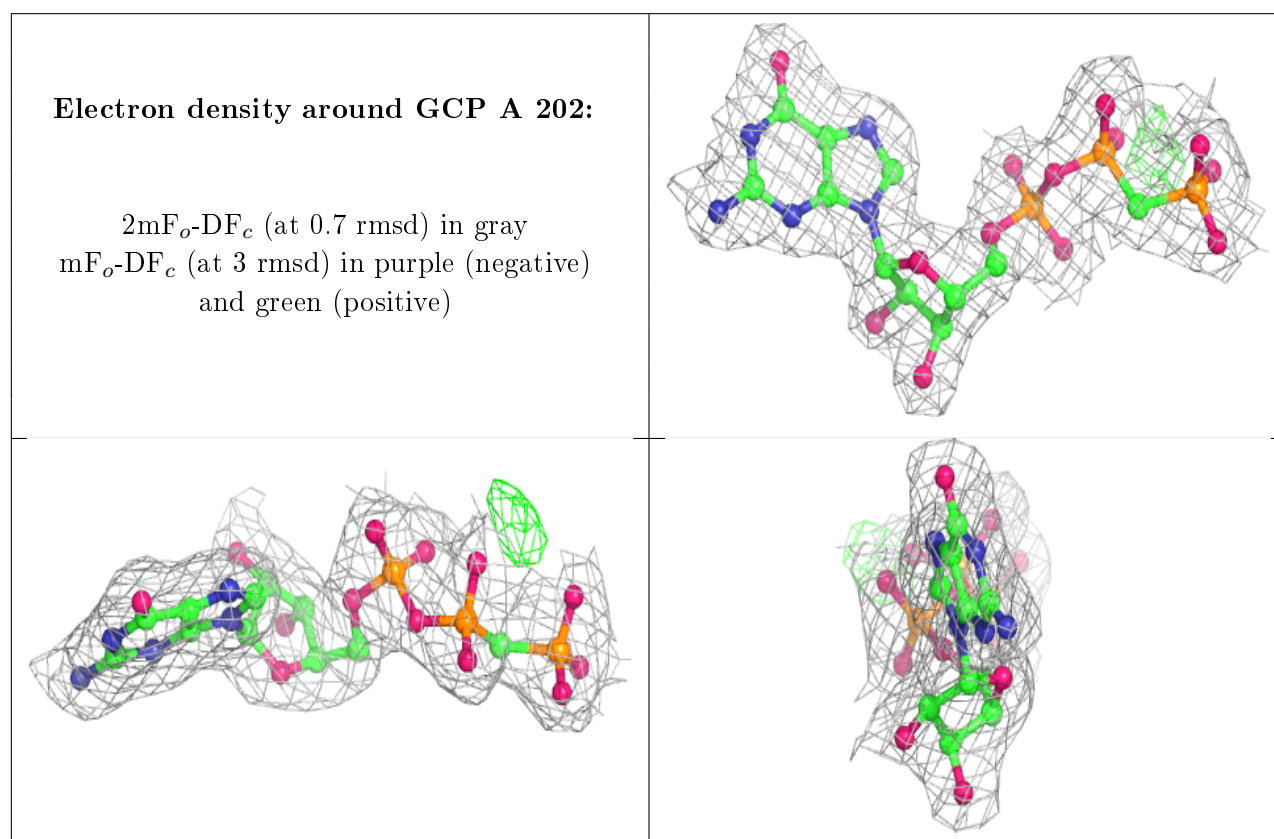 Electron density around GCP A 202:
2mFo-DFc (at 0.7 rmsd) in gray
mFo-DFc (at 3 rmsd) in purple (negative)
and green (positive)